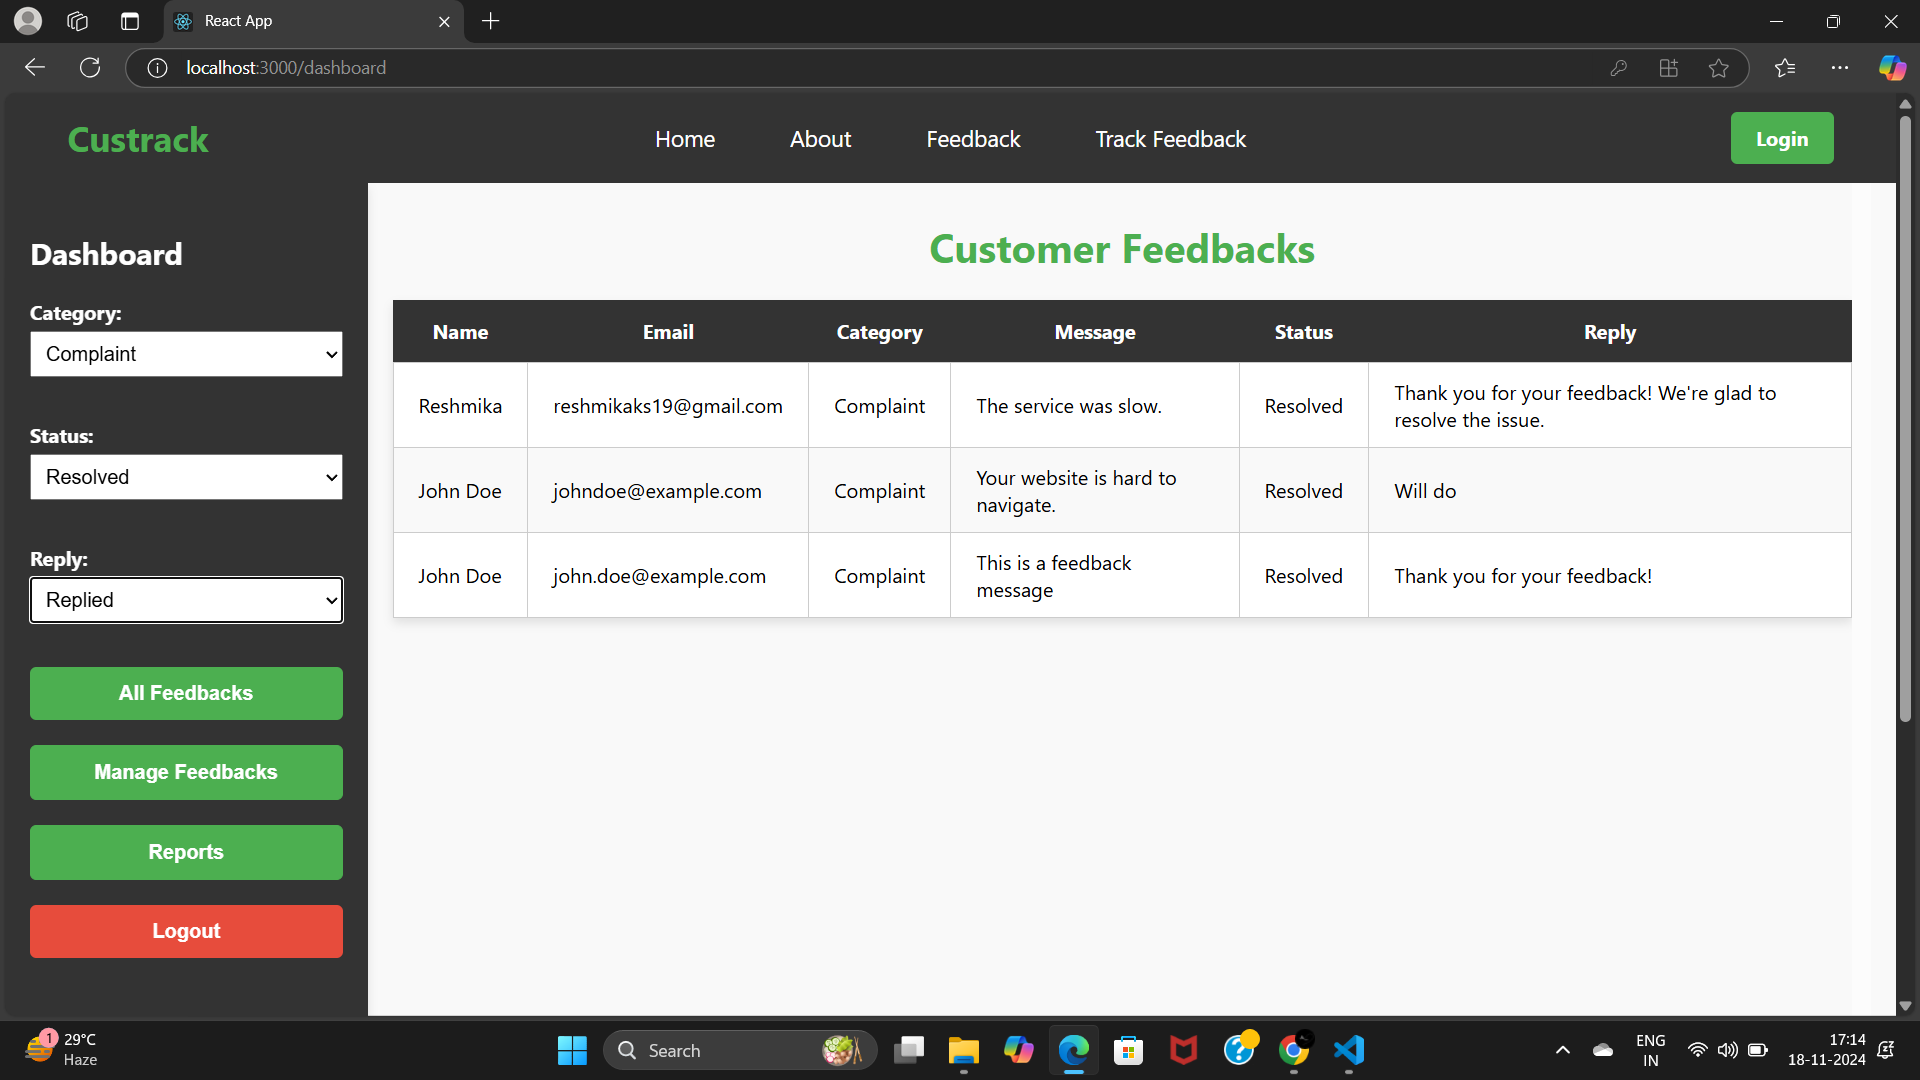 React App
localhost:3000/dashboard
Custrack
Home
About
Feedback
Track Feedback
Login
Dashboard
Category:
Complaint
Status:
Resolved
Reply:
Replied
All Feedbacks
Manage Feedbacks
Reports
Logout
Customer Feedbacks
Name Email Category Message Status Reply
Reshmika reshmikaks19@gmail.com Complaint The service was slow. Resolved Thank you for your feedback! We're glad to
resolve the issue.
John Doe johndoe@example.com Complaint Your website is hard to
navigate.
Resolved Will do
John Doe john.doe@example.com Complaint This is a feedback
message
Resolved Thank you for your feedback!
1
29°C
Haze
Search
ENG
IN
17:14
18-11-2024